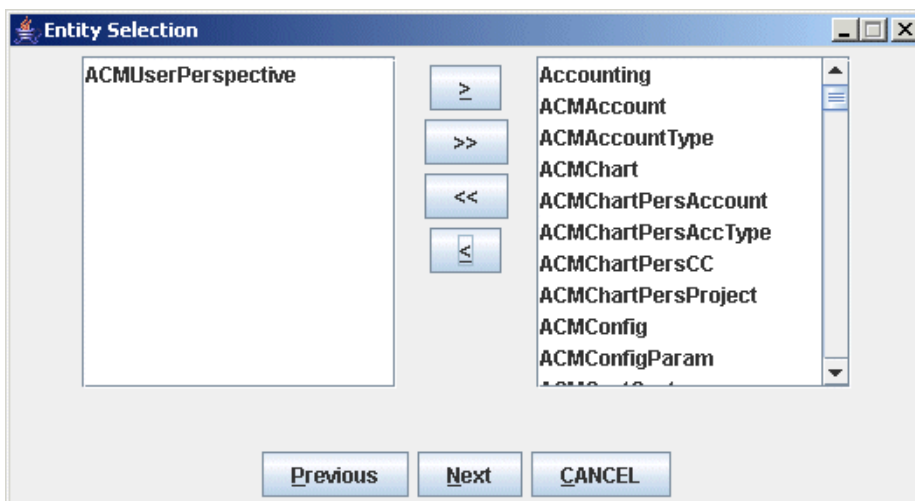 Entity Selection
ACMUserPerspective
>
>>
<<
<
Accounting
ACMAccount
ACMAccountType
ACMChart
ACMChartPersAccount
ACMChartPersAccType
ACMChartPersCC
ACMChartPersProject
ACMConfig
ACMConfigParam
Previous
Next
CANCEL